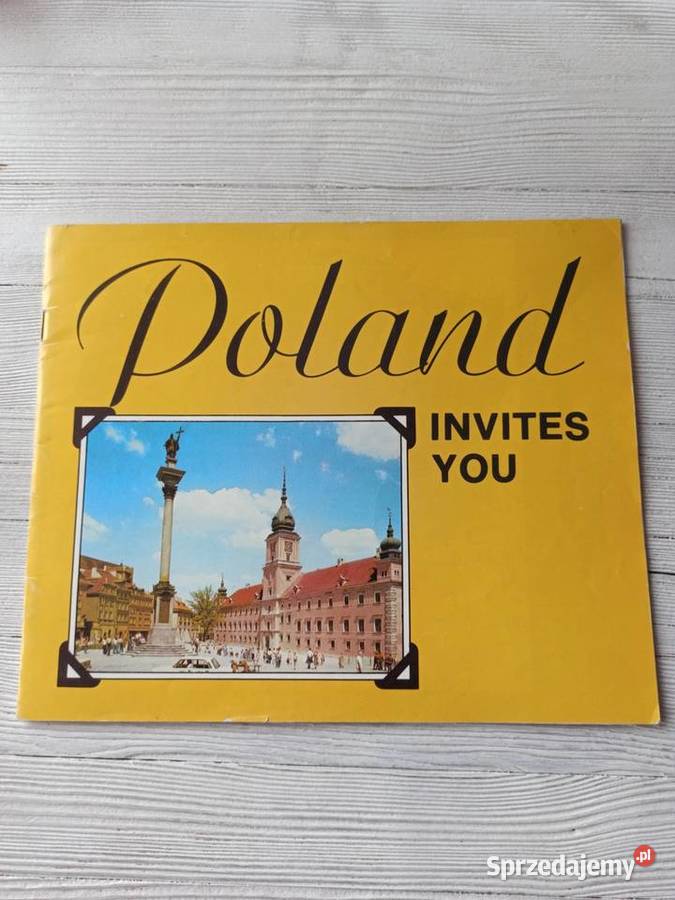 Poland
INVITES
YOU
Sprzedajemy.pl